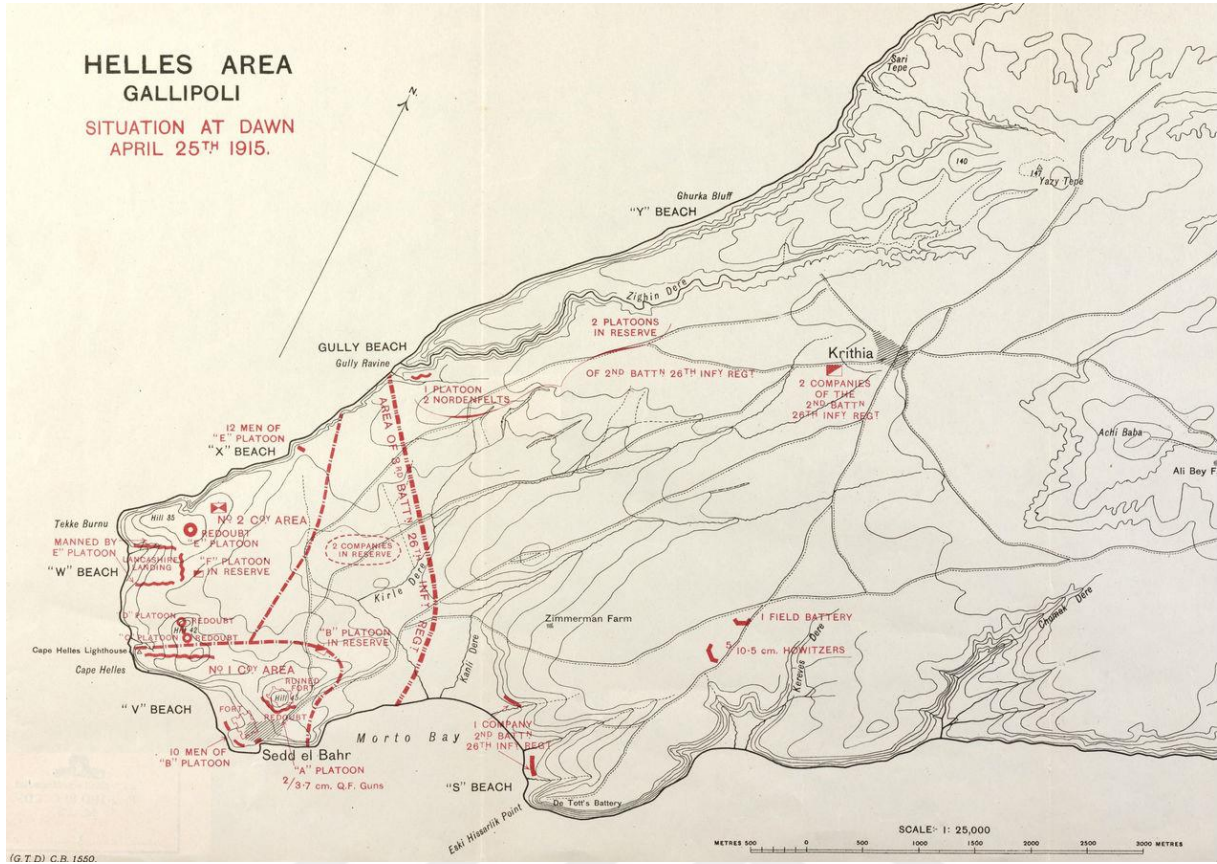 HELLES AREA
GALLIPOLI
SITUATION AT DAWN
APRIL 25TH 1915.
N.
Sari
Tepe
140
147
Yazy Tepe
Ghurka Bluff
"Y" BEACH
Zighin Dere
2 PLATOONS
IN RESERVE
OF 2ND BATTN 26TH INFY REGT
Krithia
2 COMPANIES
OF THE
2ND BATTN
26TH INFY REGT
GULLY BEACH
Gully Ravine
1 PLATOON
2 NORDENFELTS
AREA OF 3RD BATTN 26TH INFY REGT
Achi Baba
Ali Bey F
12 MEN OF
"E" PLATOON
"X" BEACH
Tekke Burnu
Hill 35
No 2 COY AREA
REDOUBT
E" PLATOON
MANNED BY
E" PLATOON
LANCASHIRE
LANDING
"W" BEACH
"F" PLATOON
IN RESERVE
2 COMPANIES
IN RESERVE
Kirle Dere
"D" PLATOON
REDOUBT
Hill 42
"C" PLATOON
REDOUBT
Cape Helles Lighthouse
Cape Helles
No 1 COY AREA
"B" PLATOON
IN RESERVE
Zimmerman Farm
Kanli Dere
1 FIELD BATTERY
10·5 cm. HOWITZERS
Kereves Dere
Chomak Dere
"V" BEACH
RUINED
FORT
FORT
REDOUBT
10 MEN OF
"B" PLATOON
Sedd el Bahr
Morto Bay
"A" PLATOON
2/3·7 cm. Q.F. Guns
1 COMPANY
2ND BATTN
26TH INFY REGT
"S" BEACH
De Tott's Battery
Eski Hissarlik Point
SCALE:- 1: 25,000
METRES 500 0 500 1000 1500 2000 2500 3000 METRES
(G.T.D) C.B. 1550.